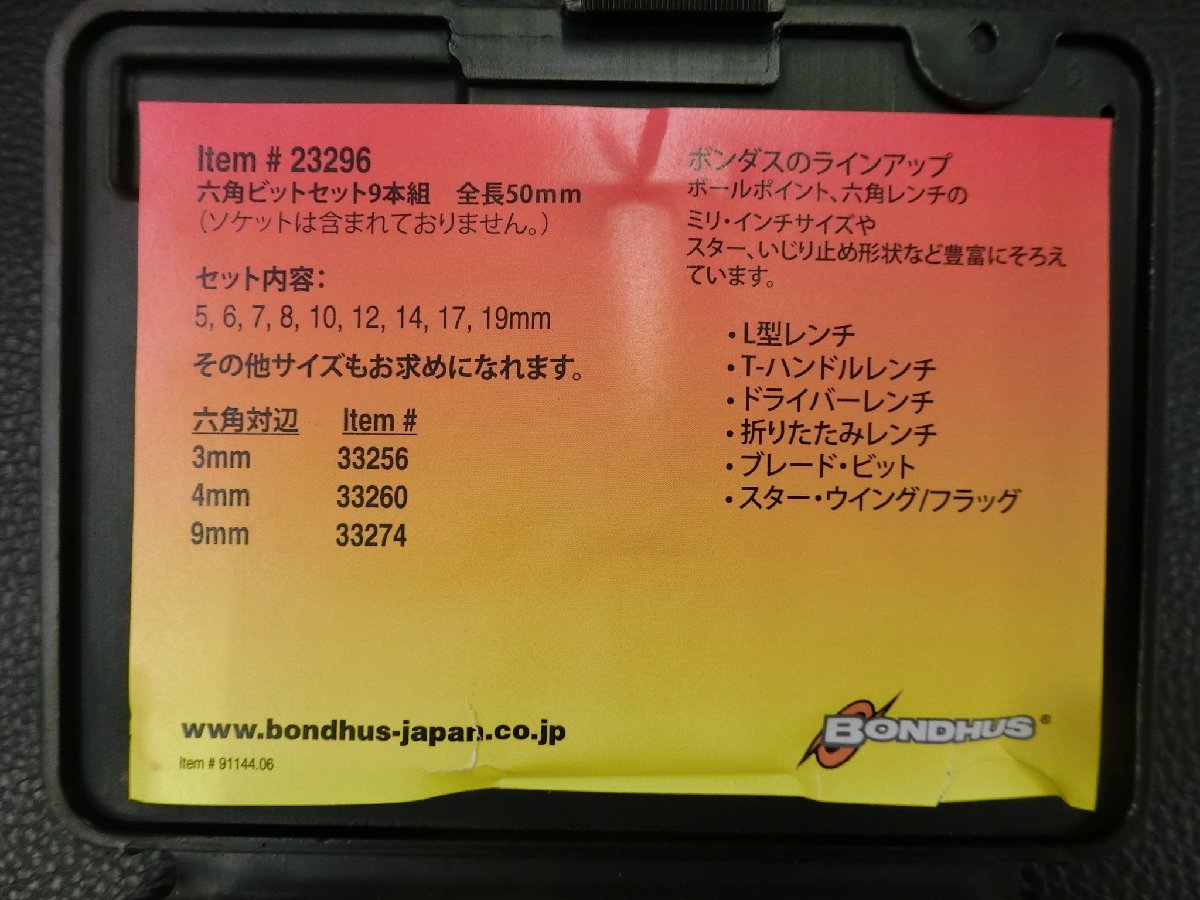 Item # 23296
六角ビットセット9本組　全長50mm
(ソケットは含まれておりません。)
セット内容:
5, 6, 7, 8, 10, 12, 14, 17, 19mm
その他サイズもお求めになれます。
六角対辺 Item #
3mm 33256
4mm 33260
9mm 33274
www.bondhus-japan.co.jp
Item # 91144.06
ボンダスのラインアップ
ボールポイント、六角レンチの
ミリ・インチサイズや
スター、いじり止め形状など豊富にそろえ
ています。
・L型レンチ
・T-ハンドルレンチ
・ドライバーレンチ
・折りたたみレンチ
・ブレード・ビット
・スター・ウイング/フラッグ
BONDHUS®